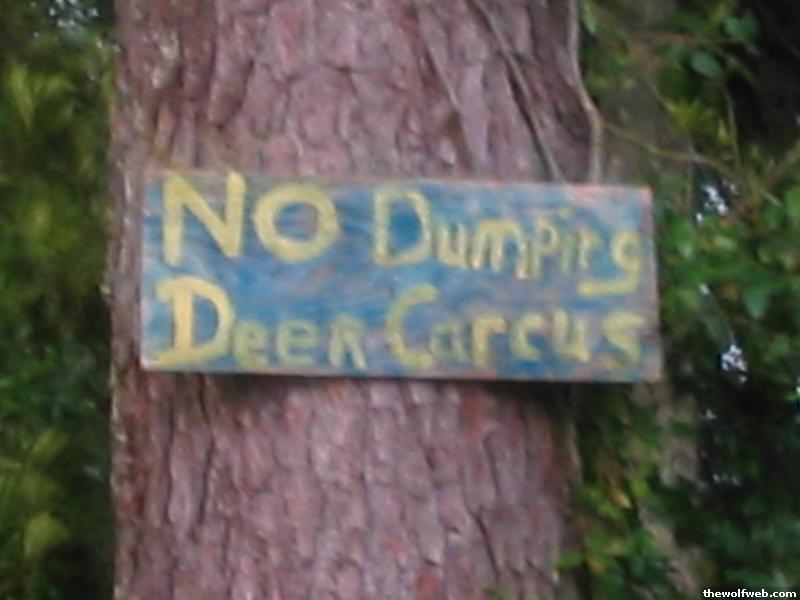 NO Dumping
Deer Carcus
thewolfweb.com